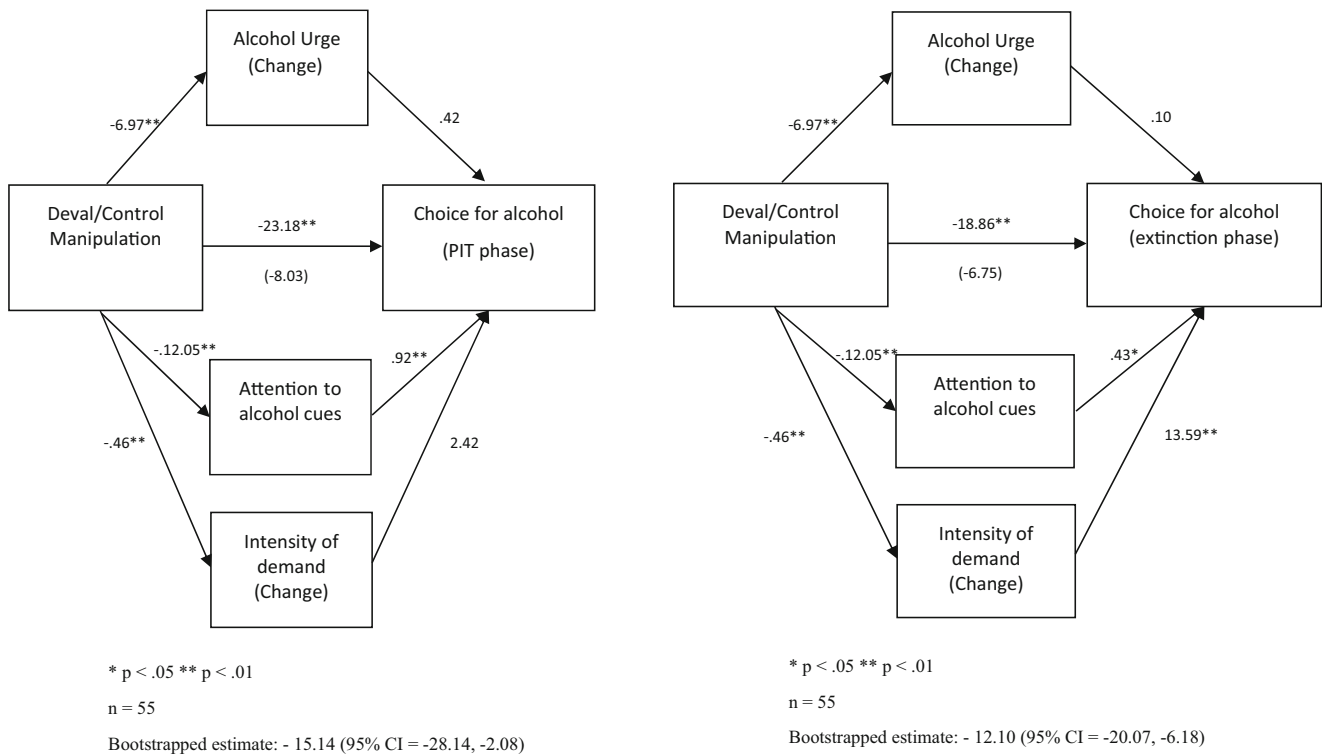 Alcohol Urge
(Change)
-6.97**
.42
Deval/Control
Manipulation
-23.18**
(-8.03)
Choice for alcohol
(PIT phase)
-.12.05**
.92**
Attention to
alcohol cues
-.46**
2.42
Intensity of
demand
(Change)
* p < .05 ** p < .01
n = 55
Bootstrapped estimate: - 15.14 (95% CI = -28.14, -2.08)
Alcohol Urge
(Change)
-6.97**
.10
Deval/Control
Manipulation
-18.86**
(-6.75)
Choice for alcohol
(extinction phase)
-.12.05**
.43*
Attention to
alcohol cues
-.46**
13.59**
Intensity of
demand
(Change)
* p < .05 ** p < .01
n = 55
Bootstrapped estimate: - 12.10 (95% CI = -20.07, -6.18)